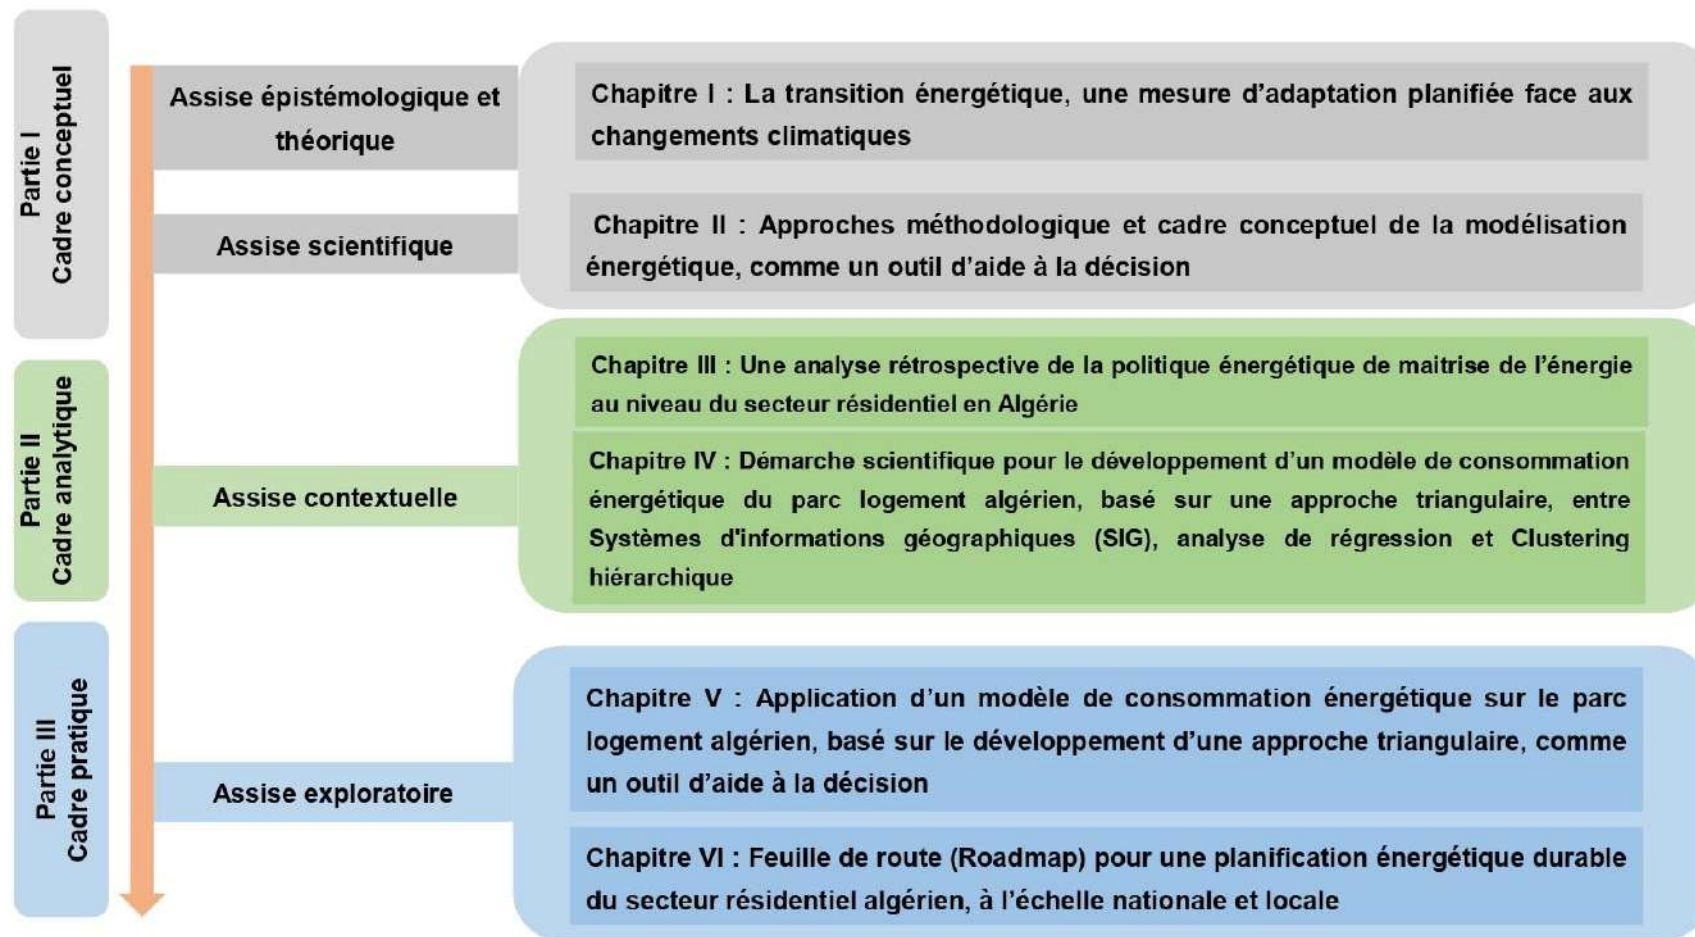 Partie I
Cadre conceptuel
Assise épistémologique et
théorique
Chapitre I : La transition énergétique, une mesure d'adaptation planifiée face aux
changements climatiques
Assise scientifique
Chapitre II : Approches méthodologique et cadre conceptuel de la modélisation
énergétique, comme un outil d'aide à la décision
Partie II
Cadre analytique
Assise contextuelle
Chapitre III : Une analyse rétrospective de la politique énergétique de maitrise de l'énergie
au niveau du secteur résidentiel en Algérie
Chapitre IV : Démarche scientifique pour le développement d'un modèle de consommation
énergétique du parc logement algérien, basé sur une approche triangulaire, entre
Systèmes d'informations géographiques (SIG), analyse de régression et Clustering
hiérarchique
Partie III
Cadre pratique
Assise exploratoire
Chapitre V : Application d'un modèle de consommation énergétique sur le parc
logement algérien, basé sur le développement d'une approche triangulaire, comme
un outil d'aide à la décision
Chapitre VI : Feuille de route (Roadmap) pour une planification énergétique durable
du secteur résidentiel algérien, à l'échelle nationale et locale